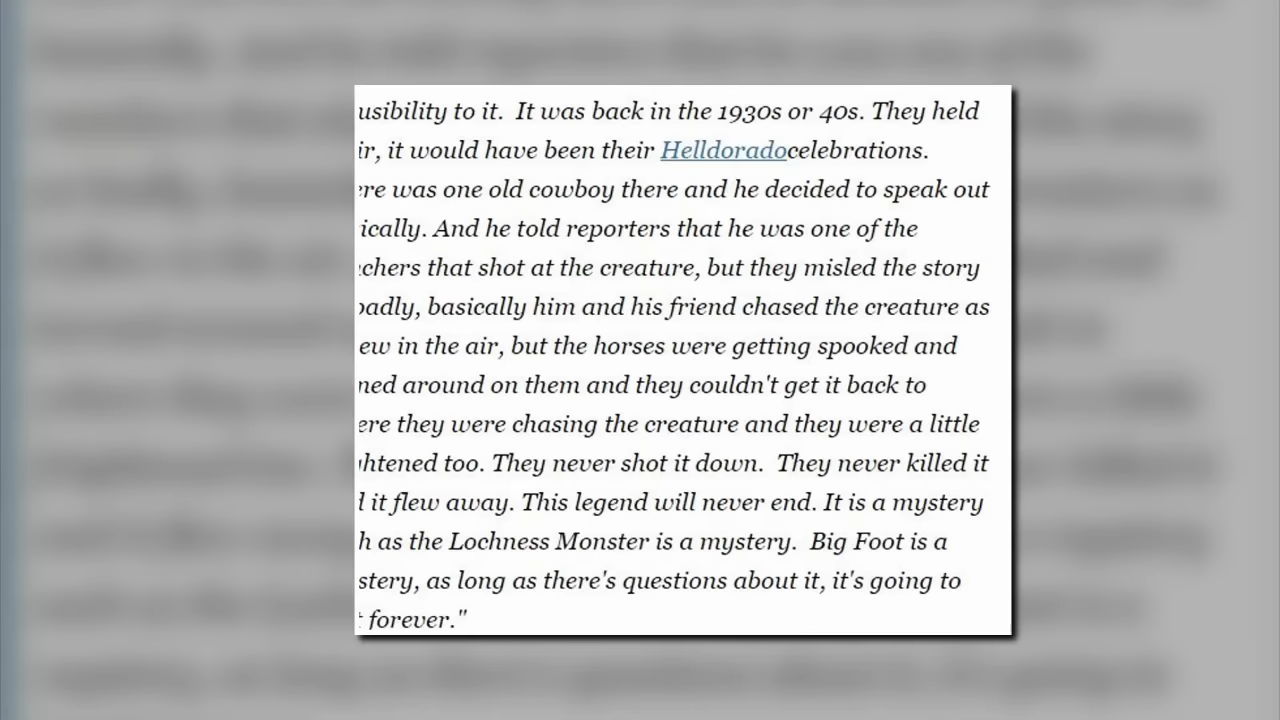 usibility to it.  It was back in the 1930s or 40s. They held
ir, it would have been their Helldoradocelebrations.
ere was one old cowboy there and he decided to speak out
ically. And he told reporters that he was one of the
chers that shot at the creature, but they misled the story
badly, basically him and his friend chased the creature as
ew in the air, but the horses were getting spooked and
ned around on them and they couldn't get it back to
ere they were chasing the creature and they were a little
ghtened too. They never shot it down.  They never killed it
it flew away. This legend will never end. It is a mystery
h as the Lochness Monster is a mystery.  Big Foot is a
stery, as long as there's questions about it, it's going to
forever."